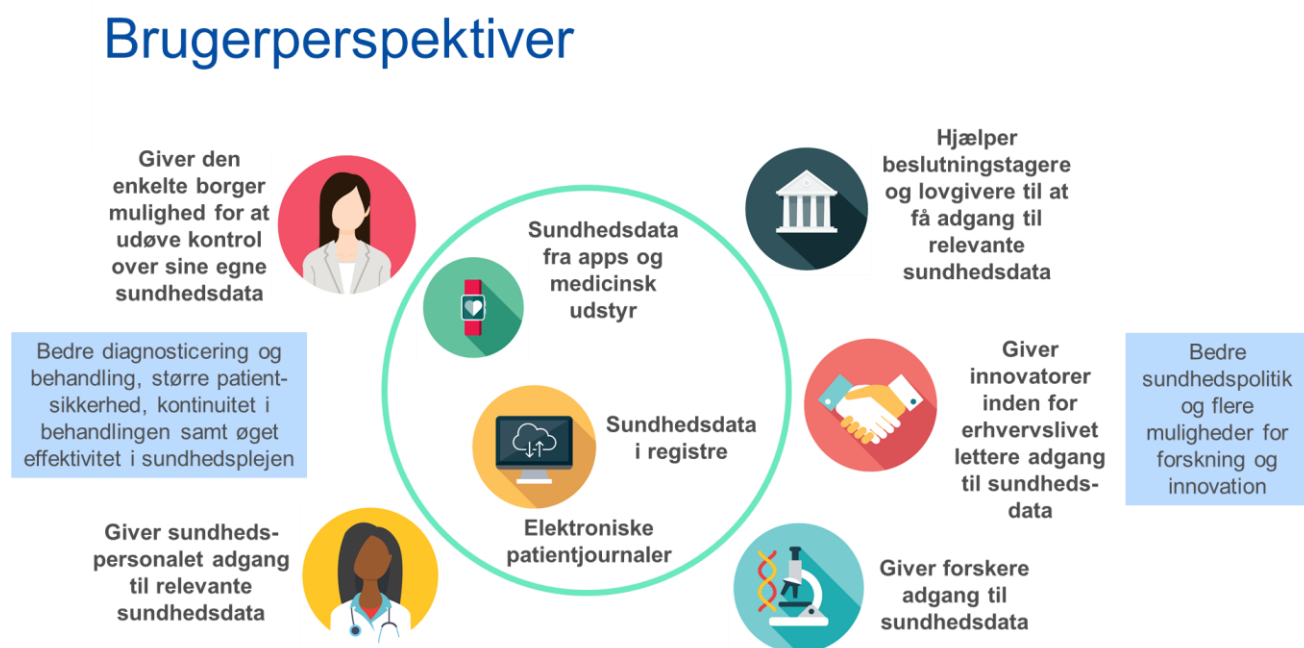 Brugerperspektiver
Giver den
enkelte borger
mulighed for at
udøve kontrol
over sine egne
sundhedsdata
Bedre diagnosticering og
behandling, større patient-
sikkerhed, kontinuitet i
behandlingen samt øget
effektivitet i sundhedsplejen
Giver sundheds-
personalet adgang
til relevante
sundhedsdata
Sundhedsdata
fra apps og
medicinsk
udstyr
Sundhedsdata
i registre
Elektroniske
patientjournaler
Hjælper
beslutningstagere
og lovgivere til at
få adgang til
relevante
sundhedsdata
Giver
innovatorer
inden for
erhvervslivet
lettere adgang
til sundheds-
data
Bedre
sundhedspolitik
og flere
muligheder for
forskning og
innovation
Giver forskere
adgang til
sundhedsdata